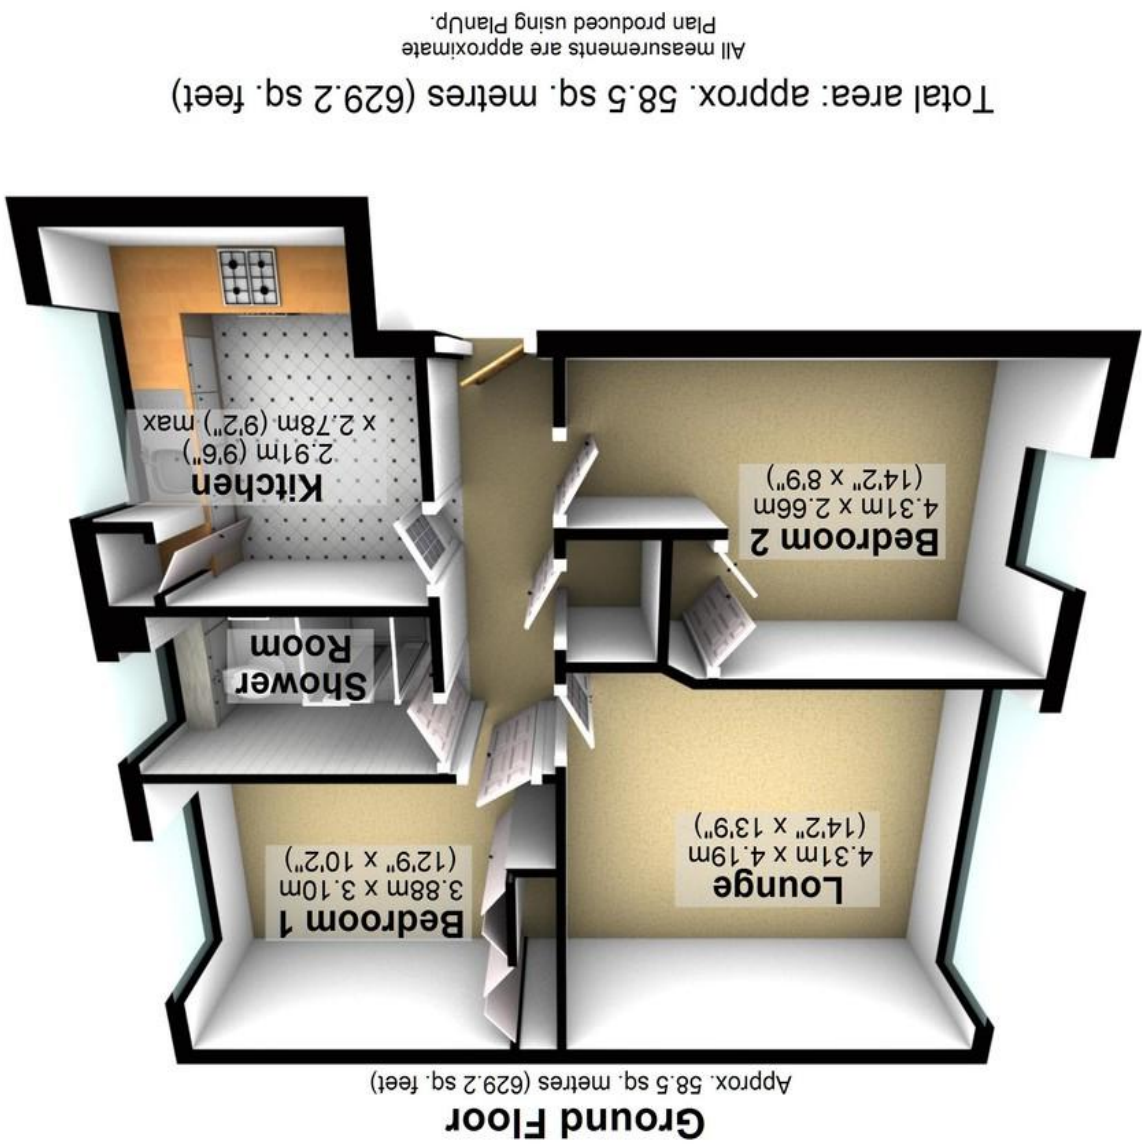 Ground Floor
Approx. 58.5 sq. metres (629.2 sq. feet)
Lounge
4.31m x 4.19m
(14'2" x 13'9")
Bedroom 1
3.88m x 3.10m
(12'9" x 10'2")
Shower
Room
Bedroom 2
4.31m x 2.66m
(14'2" x 8'9")
Kitchen
2.91m (9'6")
x 2.78m (9'2") max
Total area: approx. 58.5 sq. metres (629.2 sq. feet)
All measurements are approximate
Plan produced using PlanUp.